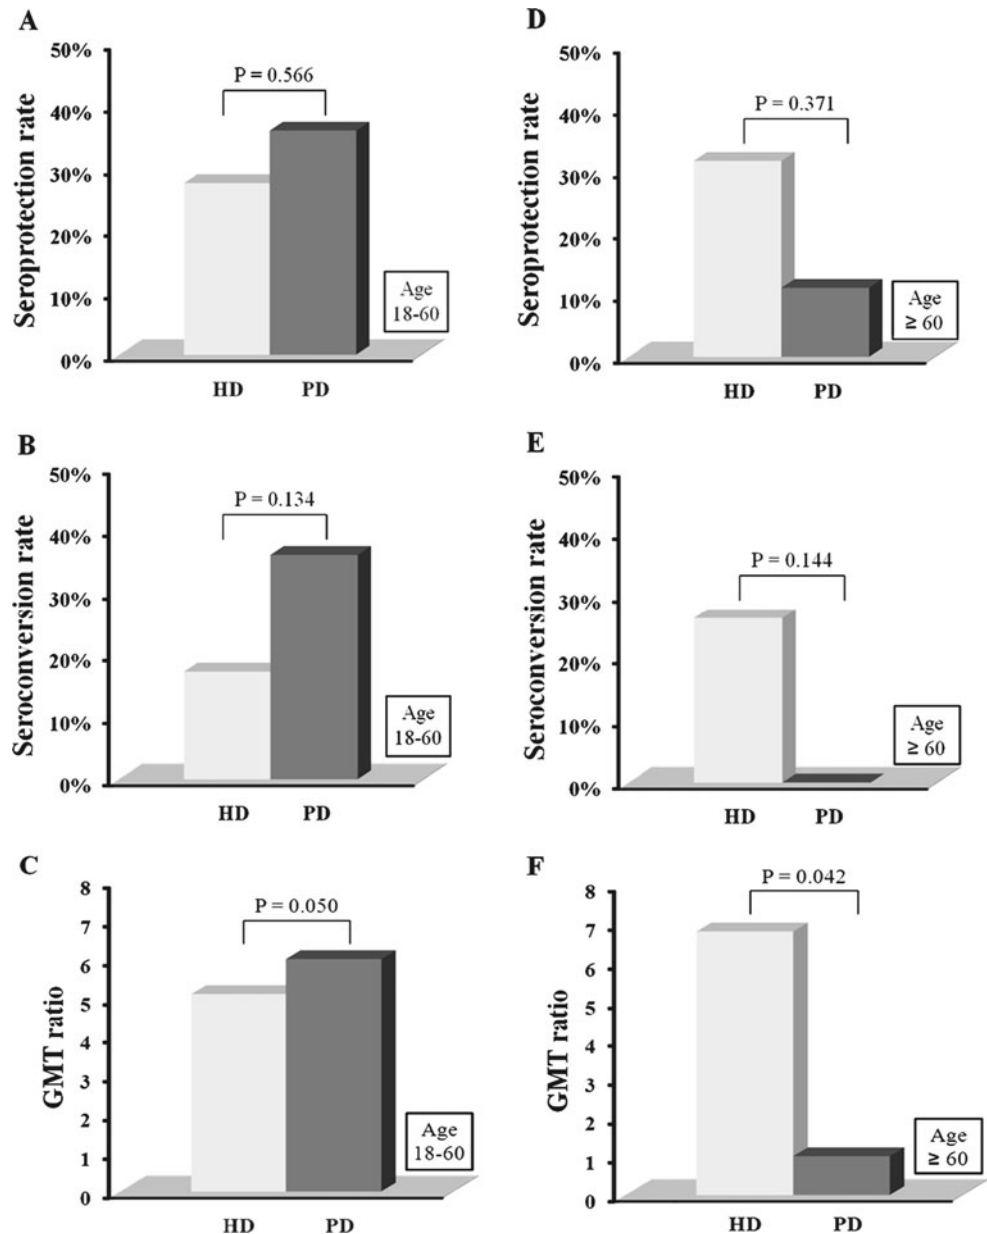 A
50%
40%
30%
20%
10%
0%
Seroprotection rate
P = 0.566
Age
18-60
HD PD
D
50%
40%
30%
20%
10%
0%
Seroprotection rate
P = 0.371
Age
≥ 60
HD PD
B
50%
40%
30%
20%
10%
0%
Seroconversion rate
P = 0.134
Age
18-60
HD PD
E
50%
40%
30%
20%
10%
0%
Seroconversion rate
P = 0.144
Age
≥ 60
HD PD
C
8
7
6
5
4
3
2
1
0
GMT ratio
P = 0.050
Age
18-60
HD PD
F
8
7
6
5
4
3
2
1
0
GMT ratio
P = 0.042
Age
≥ 60
HD PD